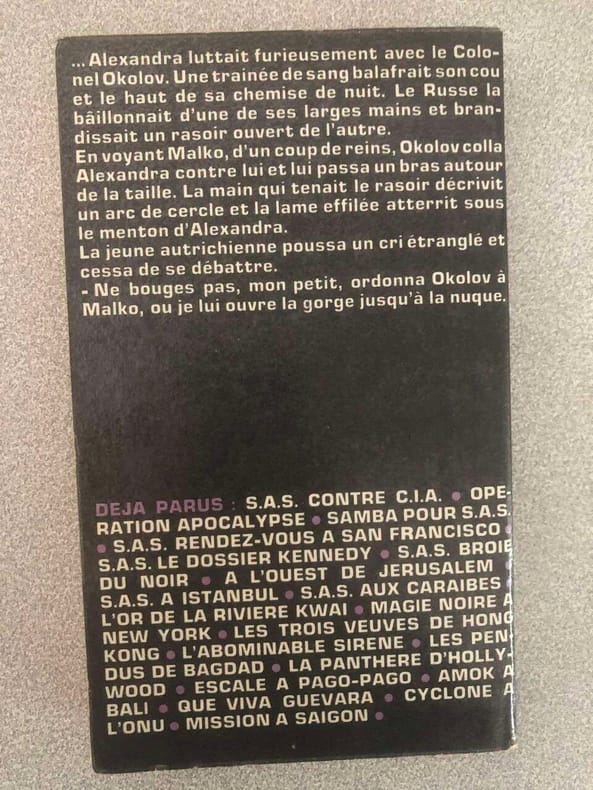 ...Alexandra luttait furieusement avec le Colo-
nel Okolov. Une trainée de sang balafrait son cou
et le haut de sa chemise de nuit. Le Russe la
bâillonnait d'une de ses larges mains et bran-
dissait un rasoir ouvert de l'autre.
En voyant Malko, d'un coup de reins, Okolov colla
Alexandra contre lui et lui passa un bras autour
de la taille. La main qui tenait le rasoir décrivit
un arc de cercle et la lame effilée atterrit sous
le menton d'Alexandra.
La jeune autrichienne poussa un cri étranglé et
cessa de se débattre.
- Ne bouges pas, mon petit, ordonna Okolov à
Malko, ou je lui ouvre la gorge jusqu'à la nuque.
DEJA PARUS : S.A.S. CONTRE C.I.A. • OPE-
RATION APOCALYPSE • SAMBA POUR S.A.S.
• S.A.S. RENDEZ-VOUS A SAN FRANCISCO •
S.A.S. LE DOSSIER KENNEDY • S.A.S. BROIE
DU NOIR • A L'OUEST DE JERUSALEM
S.A.S. A ISTANBUL • S.A.S. AUX CARAIBES •
L'OR DE LA RIVIERE KWAI • MAGIE NOIRE A
NEW YORK • LES TROIS VEUVES DE HONG
KONG • L'ABOMINABLE SIRENE • LES PEN-
DUS DE BAGDAD • LA PANTHERE D'HOLLY-
WOOD • ESCALE A PAGO-PAGO • AMOK A
BALI • QUE VIVA GUEVARA • CYCLONE A
L'ONU • MISSION A SAIGON •